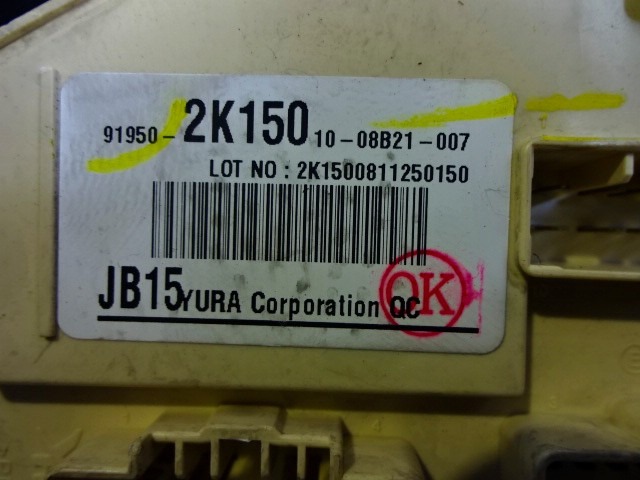 91950-2K150 10-08B21-007
LOT NO : 2K1500811250150
JB15 YURA Corporation QC
OK